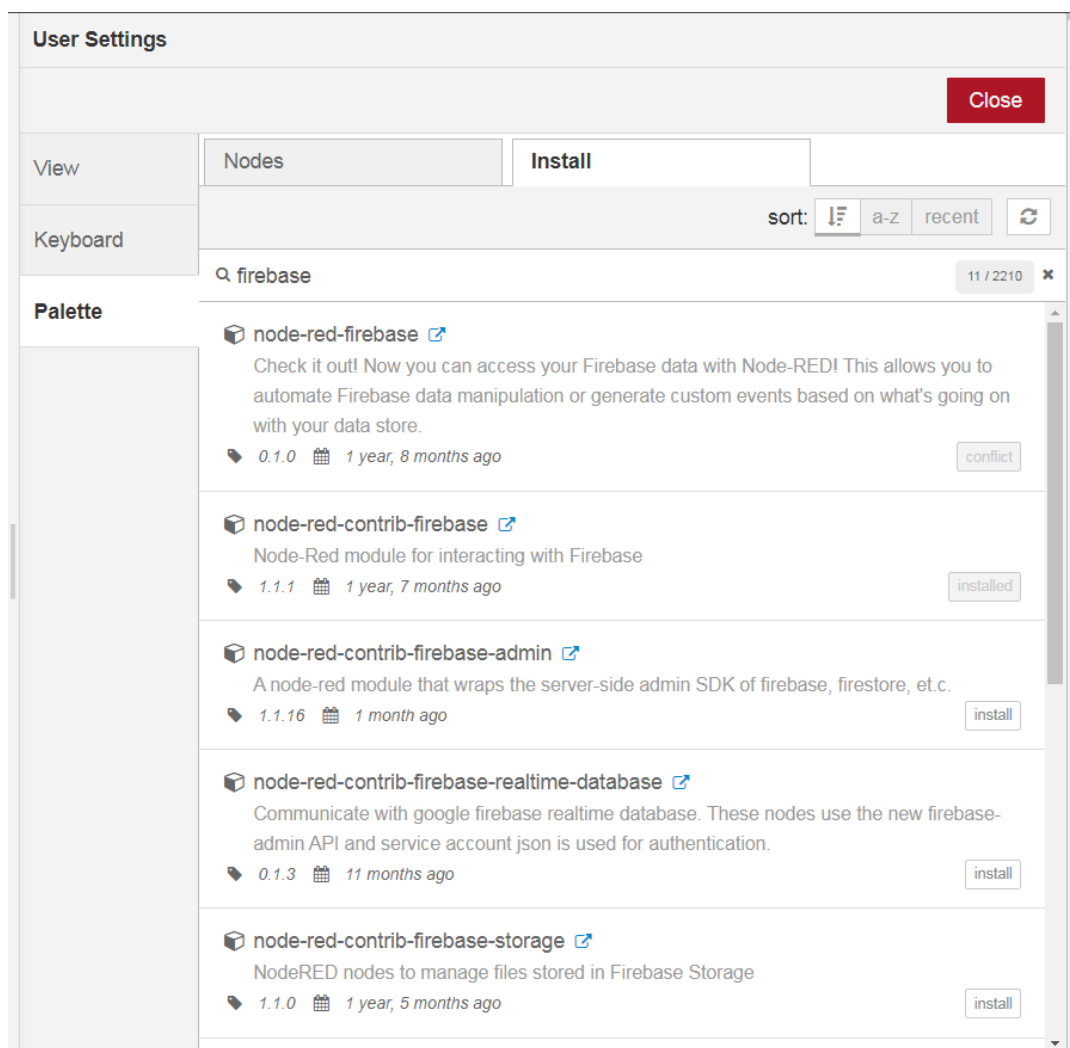 User Settings
Close
View
Keyboard
Palette
Nodes
Install
sort: a-z recent
firebase
11 / 2210
node-red-firebase
Check it out! Now you can access your Firebase data with Node-RED! This allows you to
automate Firebase data manipulation or generate custom events based on what's going on
with your data store.
0.1.0 1 year, 8 months ago
conflict
node-red-contrib-firebase
Node-Red module for interacting with Firebase
1.1.1 1 year, 7 months ago
installed
node-red-contrib-firebase-admin
A node-red module that wraps the server-side admin SDK of firebase, firestore, et.c.
1.1.16 1 month ago
install
node-red-contrib-firebase-realtime-database
Communicate with google firebase realtime database. These nodes use the new firebase-
admin API and service account json is used for authentication.
0.1.3 11 months ago
install
node-red-contrib-firebase-storage
NodeRED nodes to manage files stored in Firebase Storage
1.1.0 1 year, 5 months ago
install